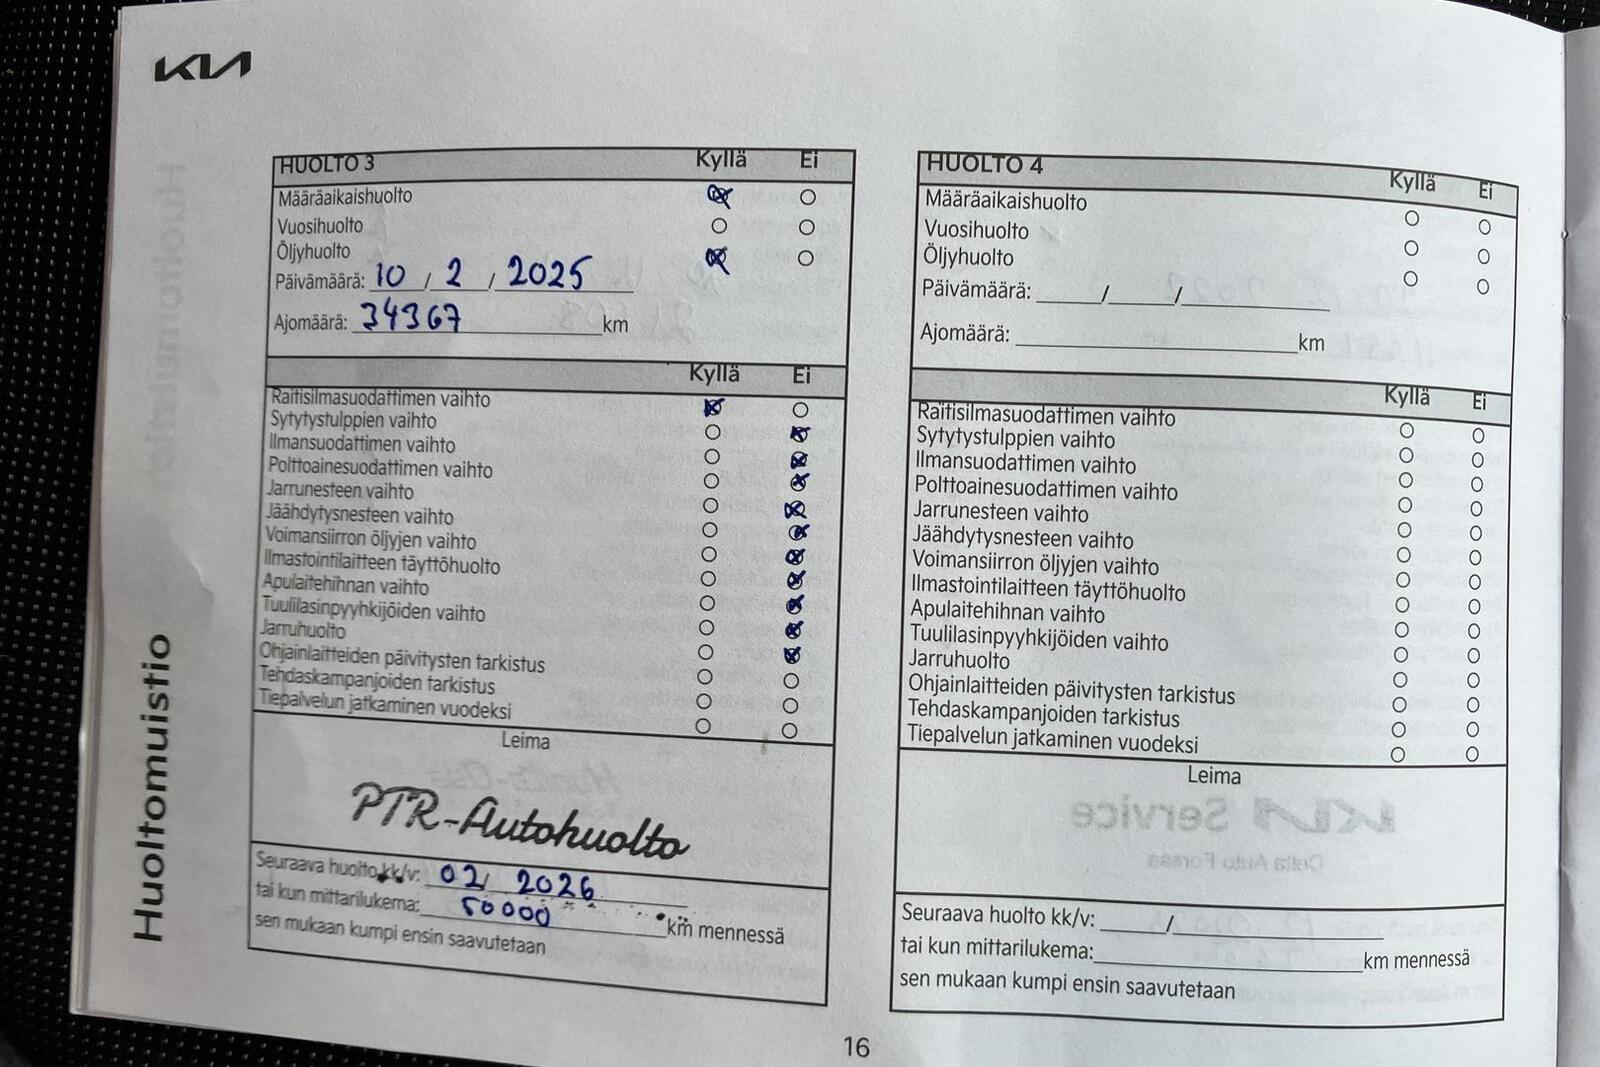 KIA
Huoltomuistio
HUOLTO 3 Kyllä Ei
Määräaikaishuolto
Vuosihuolto
Öljyhuolto
Päivämäärä: 10 / 2 / 2025
Ajomäärä: 34367 km
Kyllä Ei
Raitisilmasuodattimen vaihto
Sytytystulppien vaihto
Ilmansuodattimen vaihto
Polttoainesuodattimen vaihto
Jarrunesteen vaihto
Jäähdytysnesteen vaihto
Voimansiirron öljyjen vaihto
Ilmastointilaitteen täyttöhuolto
Apulaitehihnan vaihto
Tuulilasinpyyhkijöiden vaihto
Jarruhuolto
Ohjainlaitteiden päivitysten tarkistus
Tehdaskampanjoiden tarkistus
Tiepalvelun jatkaminen vuodeksi
Leima
PTR-Autohuolto
Seuraava huolto kk/v: 02/ 2026
tai kun mittarilukema: 50000 km mennessä
sen mukaan kumpi ensin saavutetaan
HUOLTO 4 Kyllä Ei
Määräaikaishuolto
Vuosihuolto
Öljyhuolto
Päivämäärä: / /
Ajomäärä: km
Kyllä Ei
Raitisilmasuodattimen vaihto
Sytytystulppien vaihto
Ilmansuodattimen vaihto
Polttoainesuodattimen vaihto
Jarrunesteen vaihto
Jäähdytysnesteen vaihto
Voimansiirron öljyjen vaihto
Ilmastointilaitteen täyttöhuolto
Apulaitehihnan vaihto
Tuulilasinpyyhkijöiden vaihto
Jarruhuolto
Ohjainlaitteiden päivitysten tarkistus
Tehdaskampanjoiden tarkistus
Tiepalvelun jatkaminen vuodeksi
Leima
Seuraava huolto kk/v: /
tai kun mittarilukema: km mennessä
sen mukaan kumpi ensin saavutetaan
16